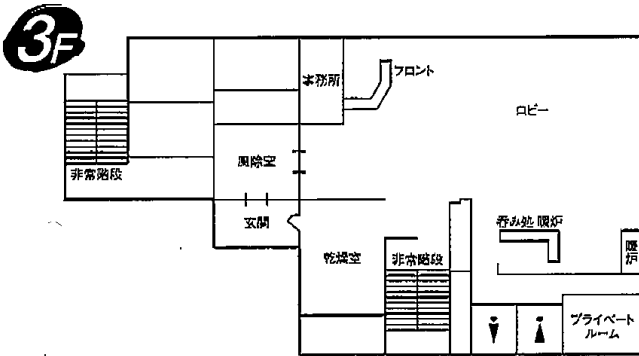 3F
事務所
フロント
ロビー
非常階段
風除室
玄関
呑み処 暖炉
暖炉
乾燥室
非常階段
プライベート
ルーム